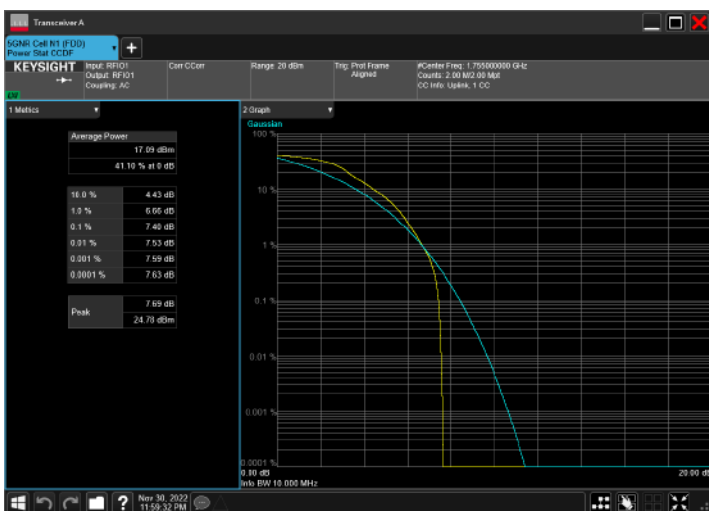 Transceiver A
5GNR Cell N1 (FDD)
Power Stat CCDF
KEYSIGHT
Input: RFIO1
Output: RFIO1
Coupling: AC
Corr CCorr
Range: 20 dBm
Trig: Prot Frame
Aligned
#Center Freq: 1.755000000 GHz
Counts: 2.00 M/2.00 Mpt
CC Info: Uplink, 1 CC
1 Metrics
Average Power
17.09 dBm
41.10 % at 0 dB
10.0 % 4.43 dB
1.0 % 6.66 dB
0.1 % 7.40 dB
0.01 % 7.53 dB
0.001 % 7.59 dB
0.0001 % 7.63 dB
Peak
7.69 dB
24.78 dBm
2 Graph
Gaussian
100 %
10 %
1 %
0.1 %
0.01 %
0.001 %
0.0001 %
0.00 dB
20.00 dB
Info BW 10.000 MHz
Nov 30, 2022
11:59:32 PM